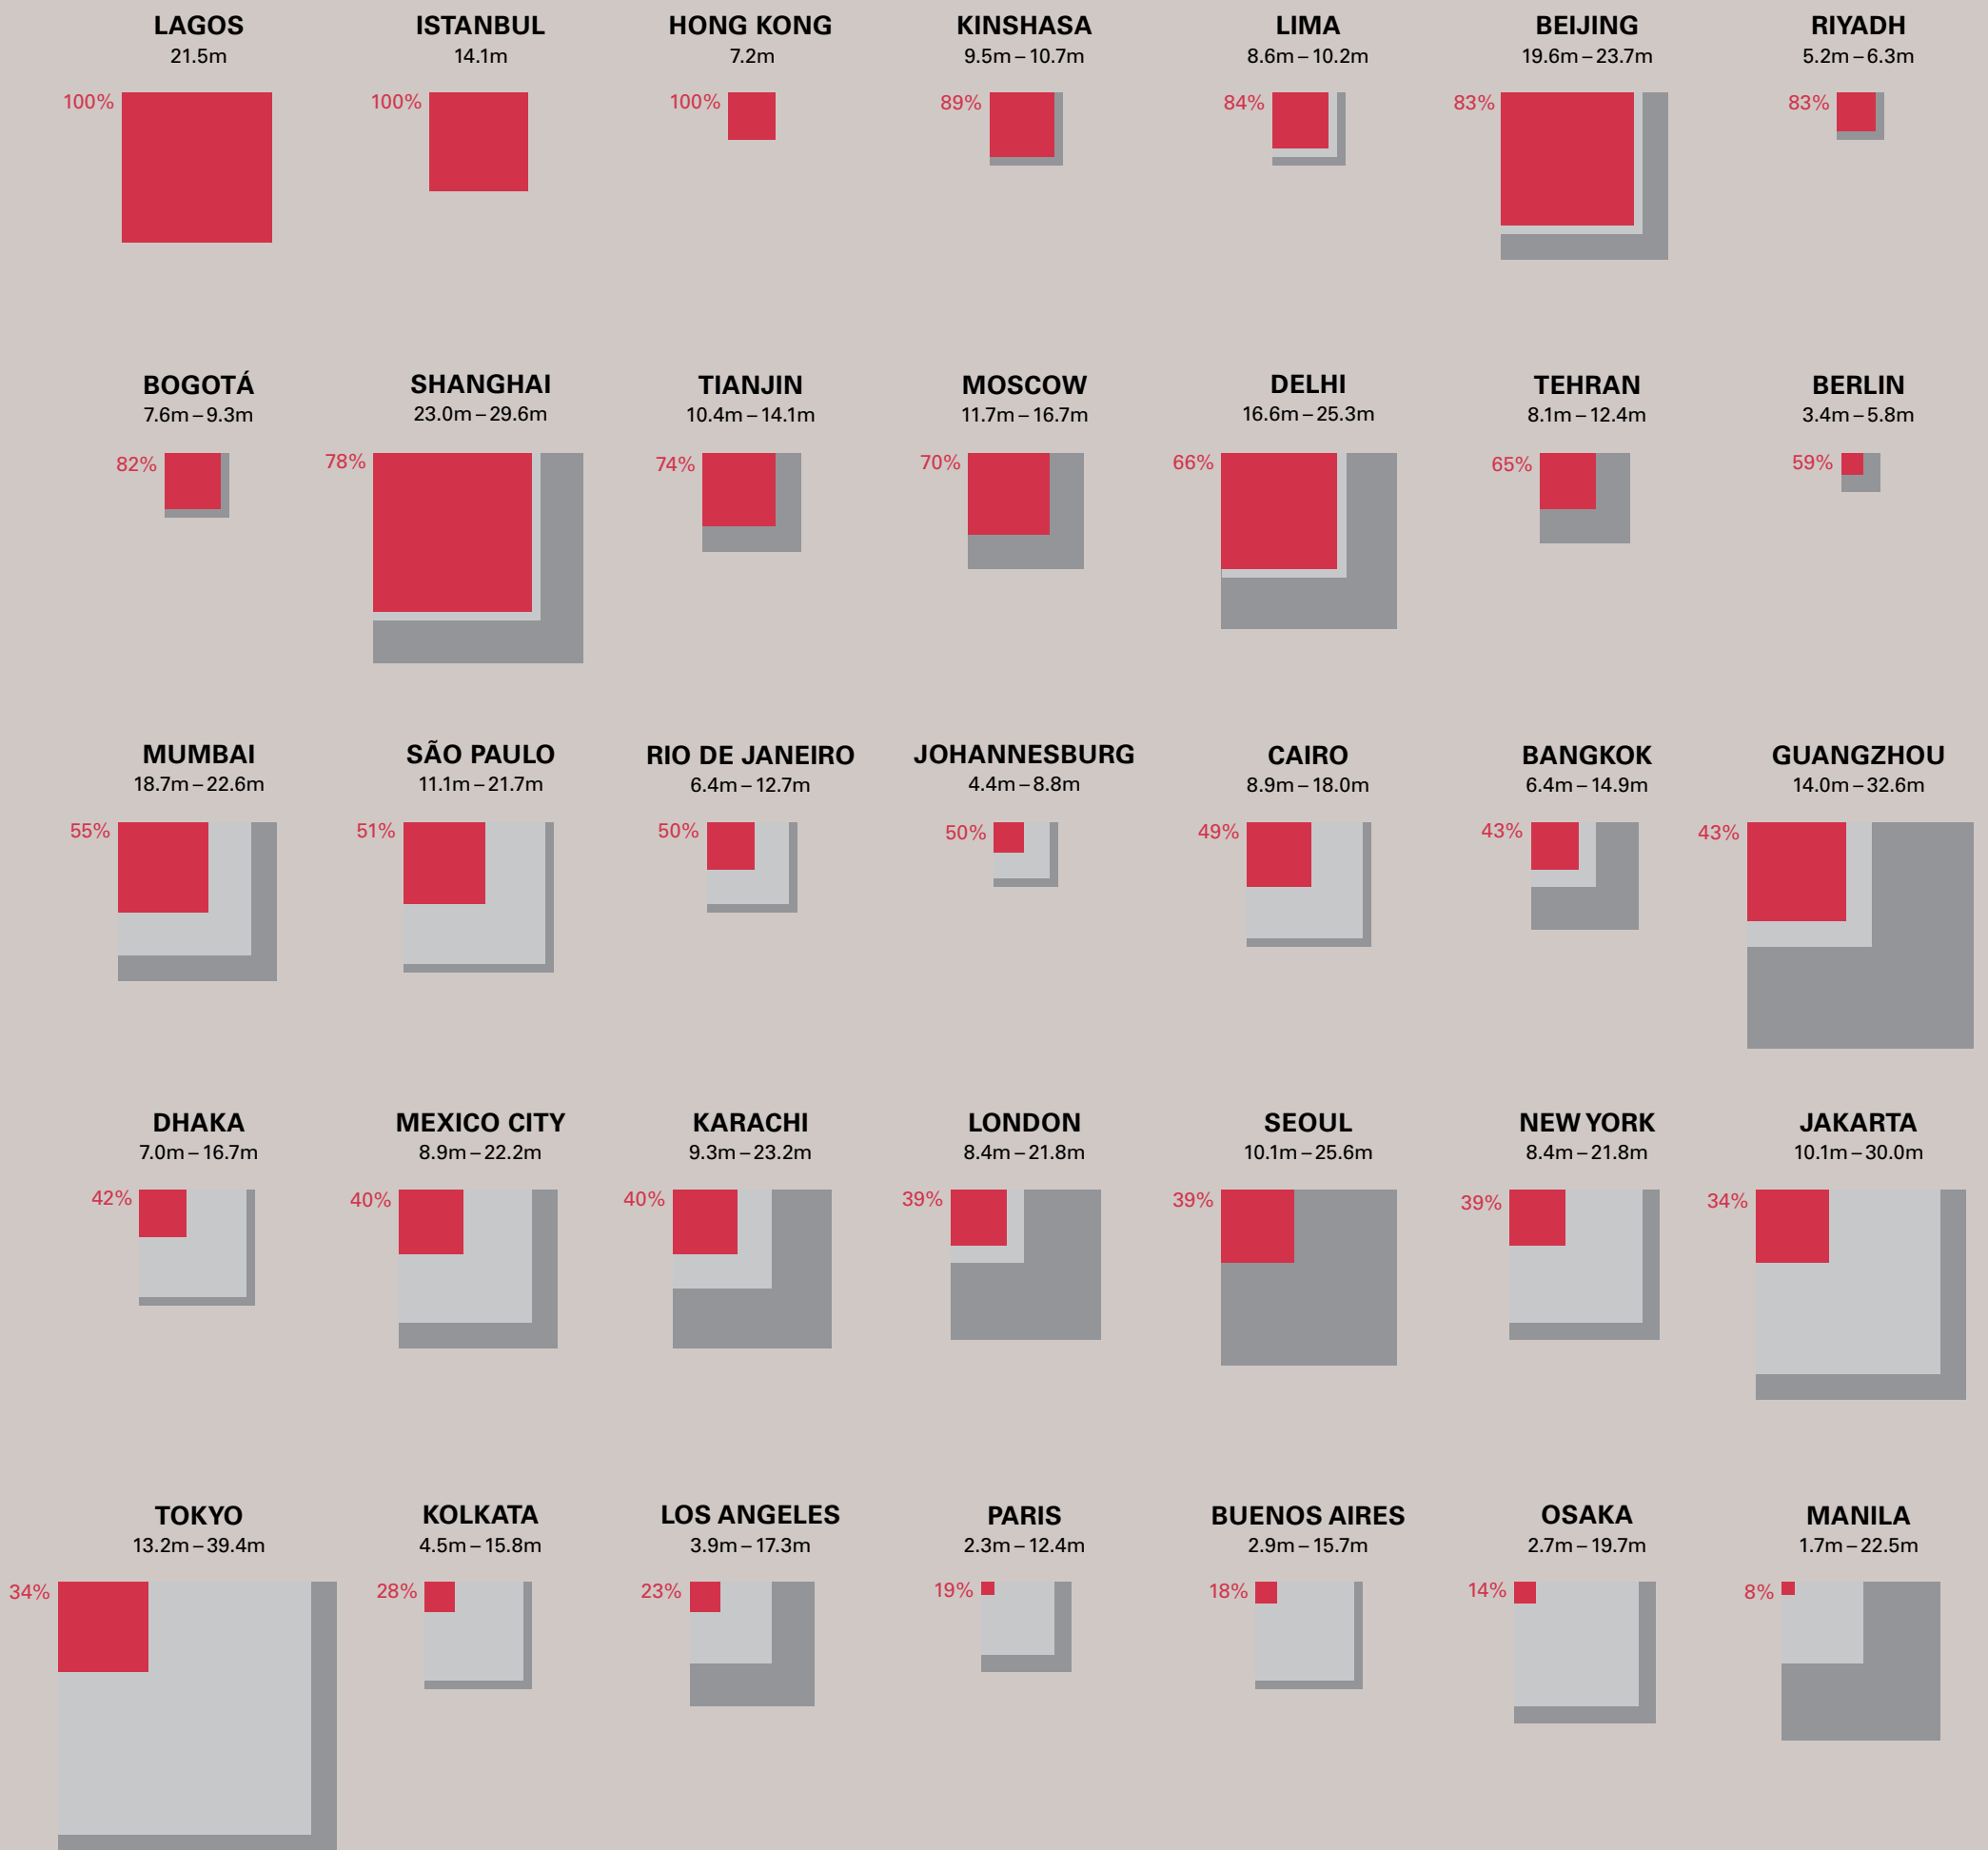 LAGOS
21.5m
100%
ISTANBUL
14.1m
100%
HONG KONG
7.2m
100%
KINSHASA
9.5m – 10.7m
89%
LIMA
8.6m – 10.2m
84%
BEIJING
19.6m – 23.7m
83%
RIYADH
5.2m – 6.3m
83%
BOGOTÁ
7.6m – 9.3m
82%
SHANGHAI
23.0m – 29.6m
78%
TIANJIN
10.4m – 14.1m
74%
MOSCOW
11.7m – 16.7m
70%
DELHI
16.6m – 25.3m
66%
TEHRAN
8.1m – 12.4m
65%
BERLIN
3.4m – 5.8m
59%
MUMBAI
18.7m – 22.6m
55%
SÃO PAULO
11.1m – 21.7m
51%
RIO DE JANEIRO
6.4m – 12.7m
50%
JOHANNESBURG
4.4m – 8.8m
50%
CAIRO
8.9m – 18.0m
49%
BANGKOK
6.4m – 14.9m
43%
GUANGZHOU
14.0m – 32.6m
43%
DHAKA
7.0m – 16.7m
42%
MEXICO CITY
8.9m – 22.2m
40%
KARACHI
9.3m – 23.2m
40%
LONDON
8.4m – 21.8m
39%
SEOUL
10.1m – 25.6m
39%
NEW YORK
8.4m – 21.8m
39%
JAKARTA
10.1m – 30.0m
34%
TOKYO
13.2m – 39.4m
34%
KOLKATA
4.5m – 15.8m
28%
LOS ANGELES
3.9m – 17.3m
23%
PARIS
2.3m – 12.4m
19%
BUENOS AIRES
2.9m – 15.7m
18%
OSAKA
2.7m – 19.7m
14%
MANILA
1.7m – 22.5m
8%